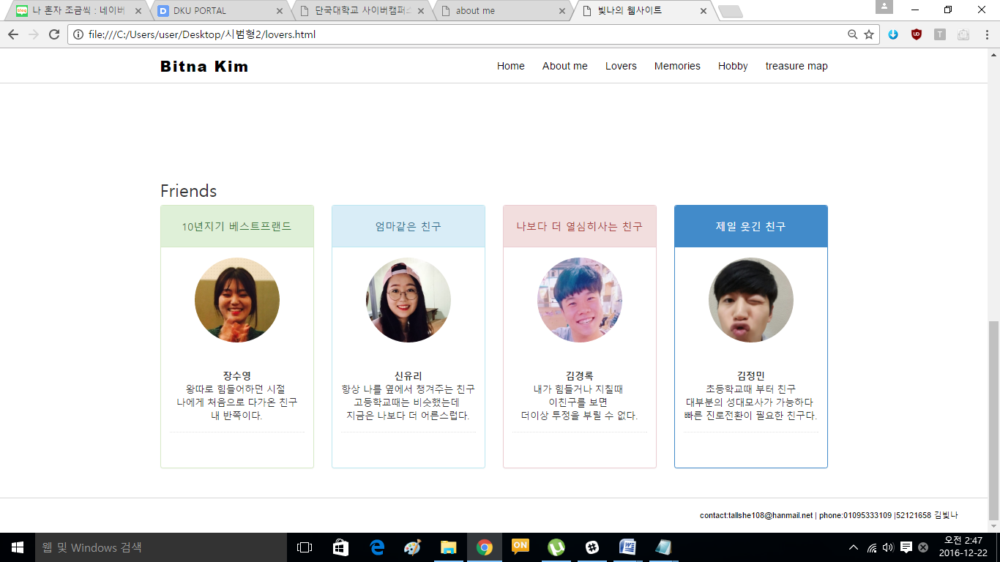 나 혼자 조금씩 : 네이버
DKU PORTAL
단국대학교 사이버캠퍼스
about me
빛나의 웹사이트
file:///C:/Users/user/Desktop/시범형2/lovers.html
Bitna Kim
Home
About me
Lovers
Memories
Hobby
treasure map
Friends
10년지기 베스트프랜드
엄마같은 친구
나보다 더 열심히사는 친구
제일 웃긴 친구
장수영
왕따로 힘들어하던 시절
나에게 처음으로 다가온 친구
내 반쪽이다.
신유리
항상 나를 옆에서 챙겨주는 친구
고등학교때는 비슷했는데
지금은 나보다 더 어른스럽다.
김경록
내가 힘들거나 지칠때
이친구를 보면
더이상 투정을 부릴 수 없다.
김정민
초등학교때 부터 친구
대부분의 성대모사가 가능하다
빠른 진로전환이 필요한 친구다.
contact:tallshe108@hanmail.net | phone:01095333109 |52121658 김빛나
웹 및 Windows 검색
ON
오전 2:47
2016-12-22